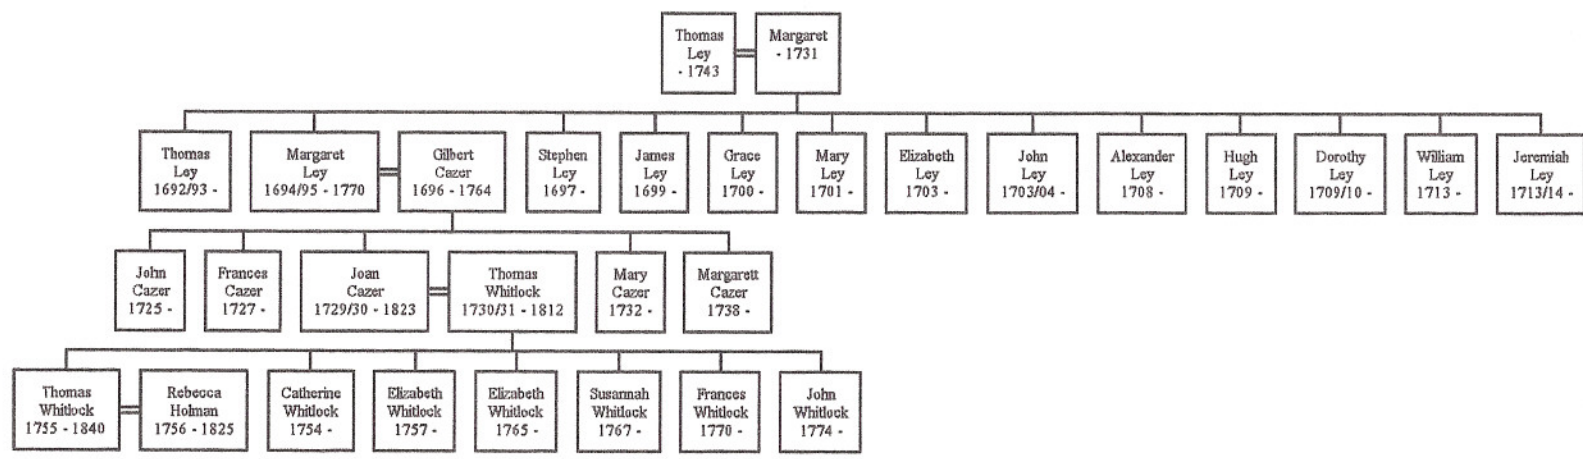 Thomas
Ley
- 1743
Margaret
- 1731
Thomas
Ley
1692/93 -
Margaret
Ley
1694/95 - 1770
Gilbert
Cazer
1696 - 1764
Stephen
Ley
1697 -
James
Ley
1699 -
Grace
Ley
1700 -
Mary
Ley
1701 -
Elizabeth
Ley
1703 -
John
Ley
1703/04 -
Alexander
Ley
1708 -
Hugh
Ley
1709 -
Dorothy
Ley
1709/10 -
William
Ley
1713 -
Jeremiah
Ley
1713/14 -
John
Cazer
1725 -
Frances
Cazer
1727 -
Joan
Cazer
1729/30 - 1823
Thomas
Whitlock
1730/31 - 1812
Mary
Cazer
1732 -
Margarett
Cazer
1738 -
Thomas
Whitlock
1755 - 1840
Rebecca
Holman
1756 - 1825
Catherine
Whitlock
1754 -
Elizabeth
Whitlock
1757 -
Elizabeth
Whitlock
1765 -
Susannah
Whitlock
1767 -
Frances
Whitlock
1770 -
John
Whitlock
1774 -